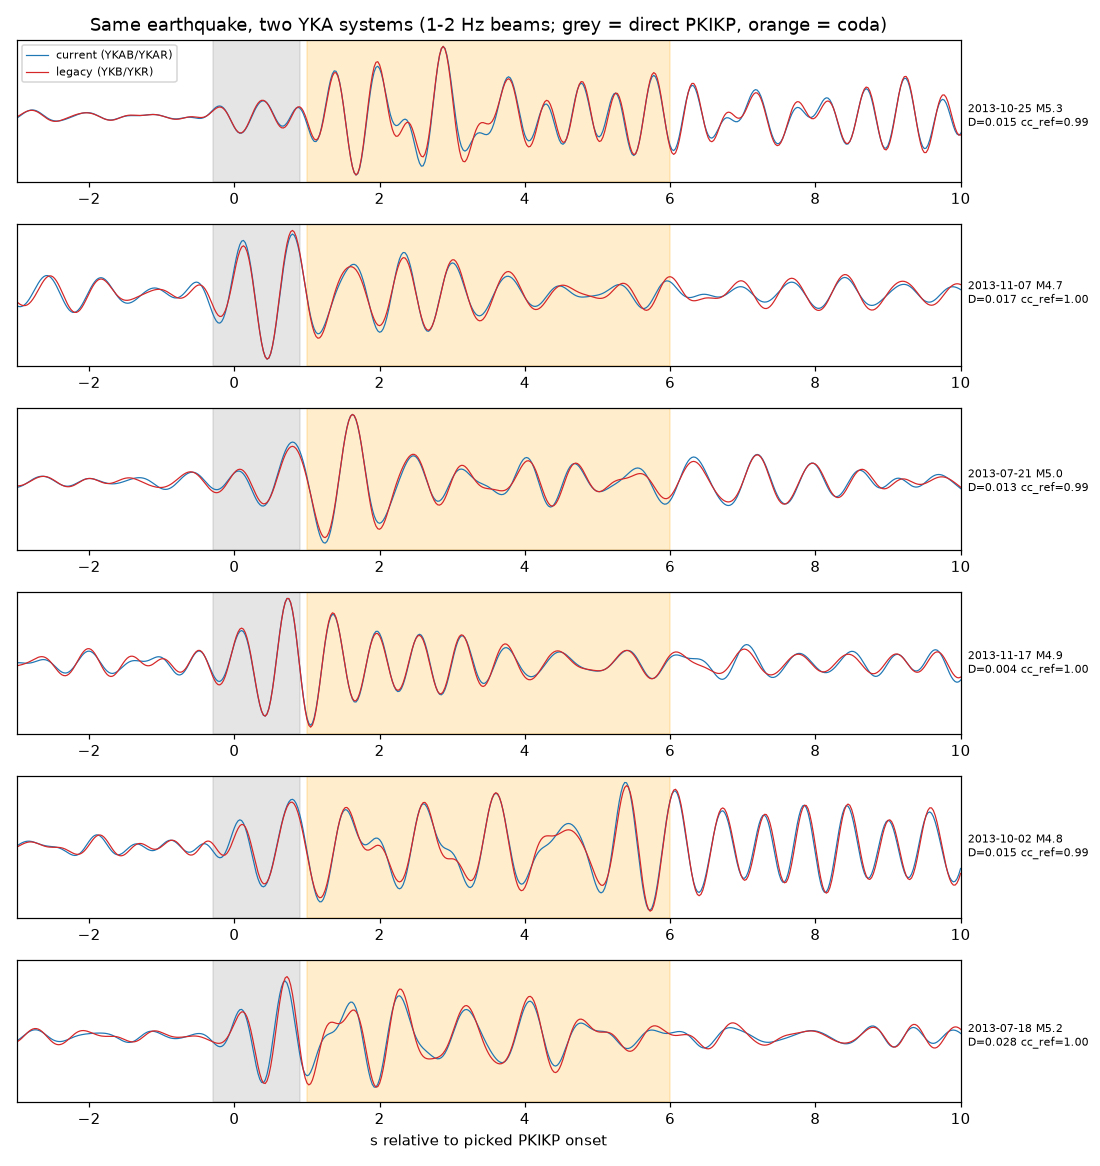 Same earthquake, two YKA systems (1-2 Hz beams; grey = direct PKIKP, orange = coda)
current (YKAB/YKAR)
legacy (YKB/YKR)
2013-10-25 M5.3
D=0.015 cc_ref=0.99
−2 0 2 4 6 8 10
2013-11-07 M4.7
D=0.017 cc_ref=1.00
−2 0 2 4 6 8 10
2013-07-21 M5.0
D=0.013 cc_ref=0.99
−2 0 2 4 6 8 10
2013-11-17 M4.9
D=0.004 cc_ref=1.00
−2 0 2 4 6 8 10
2013-10-02 M4.8
D=0.015 cc_ref=0.99
−2 0 2 4 6 8 10
2013-07-18 M5.2
D=0.028 cc_ref=1.00
−2 0 2 4 6 8 10
s relative to picked PKIKP onset